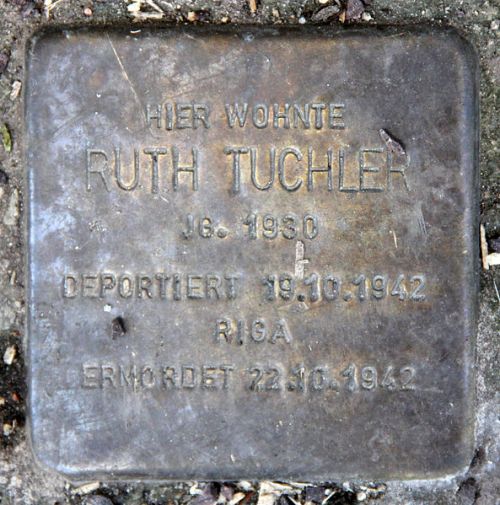 HIER WOHNTE
RUTH TUCHLER
JG. 1930
DEPORTIERT 19.10.1942
RIGA
ERMORDET 22.10.1942